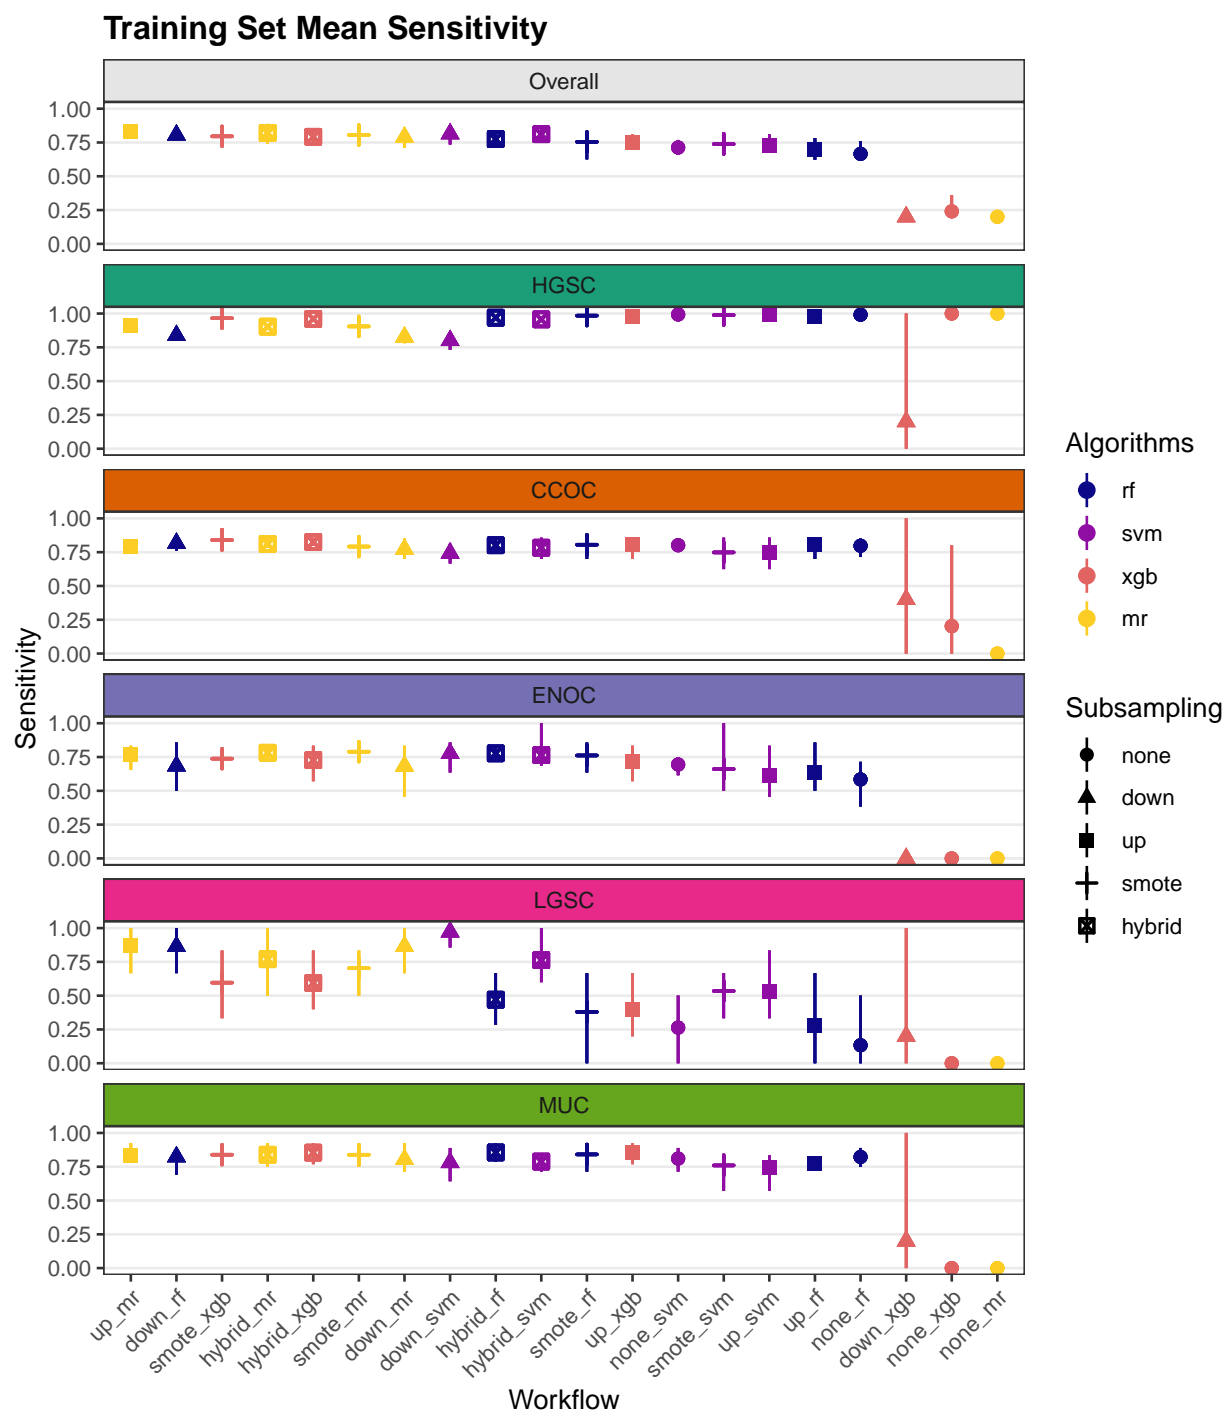 Training Set Mean Sensitivity
Overall
1.00
0.75
0.50
0.25
0.00
HGSC
1.00
0.75
0.50
0.25
0.00
CCOC
1.00
0.75
0.50
0.25
0.00
ENOC
1.00
0.75
0.50
0.25
0.00
LGSC
1.00
0.75
0.50
0.25
0.00
MUC
1.00
0.75
0.50
0.25
0.00
Sensitivity
up_mr
down_rf
smote_xgb
hybrid_mr
hybrid_xgb
smote_mr
down_mr
down_svm
hybrid_rf
hybrid_svm
smote_rf
up_xgb
none_svm
smote_svm
up_svm
up_rf
none_rf
down_xgb
none_xgb
none_mr
Workflow
Algorithms
rf
svm
xgb
mr
Subsampling
none
down
up
smote
hybrid